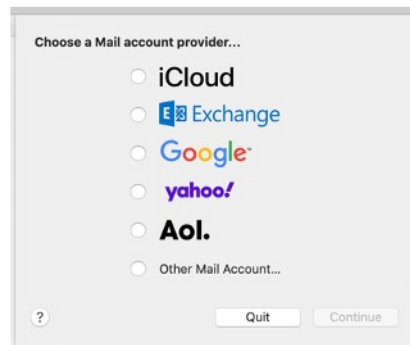 Choose a Mail account provider...
iCloud
E Exchange
Google
yahoo!
Aol.
Other Mail Account...
? Quit Continue